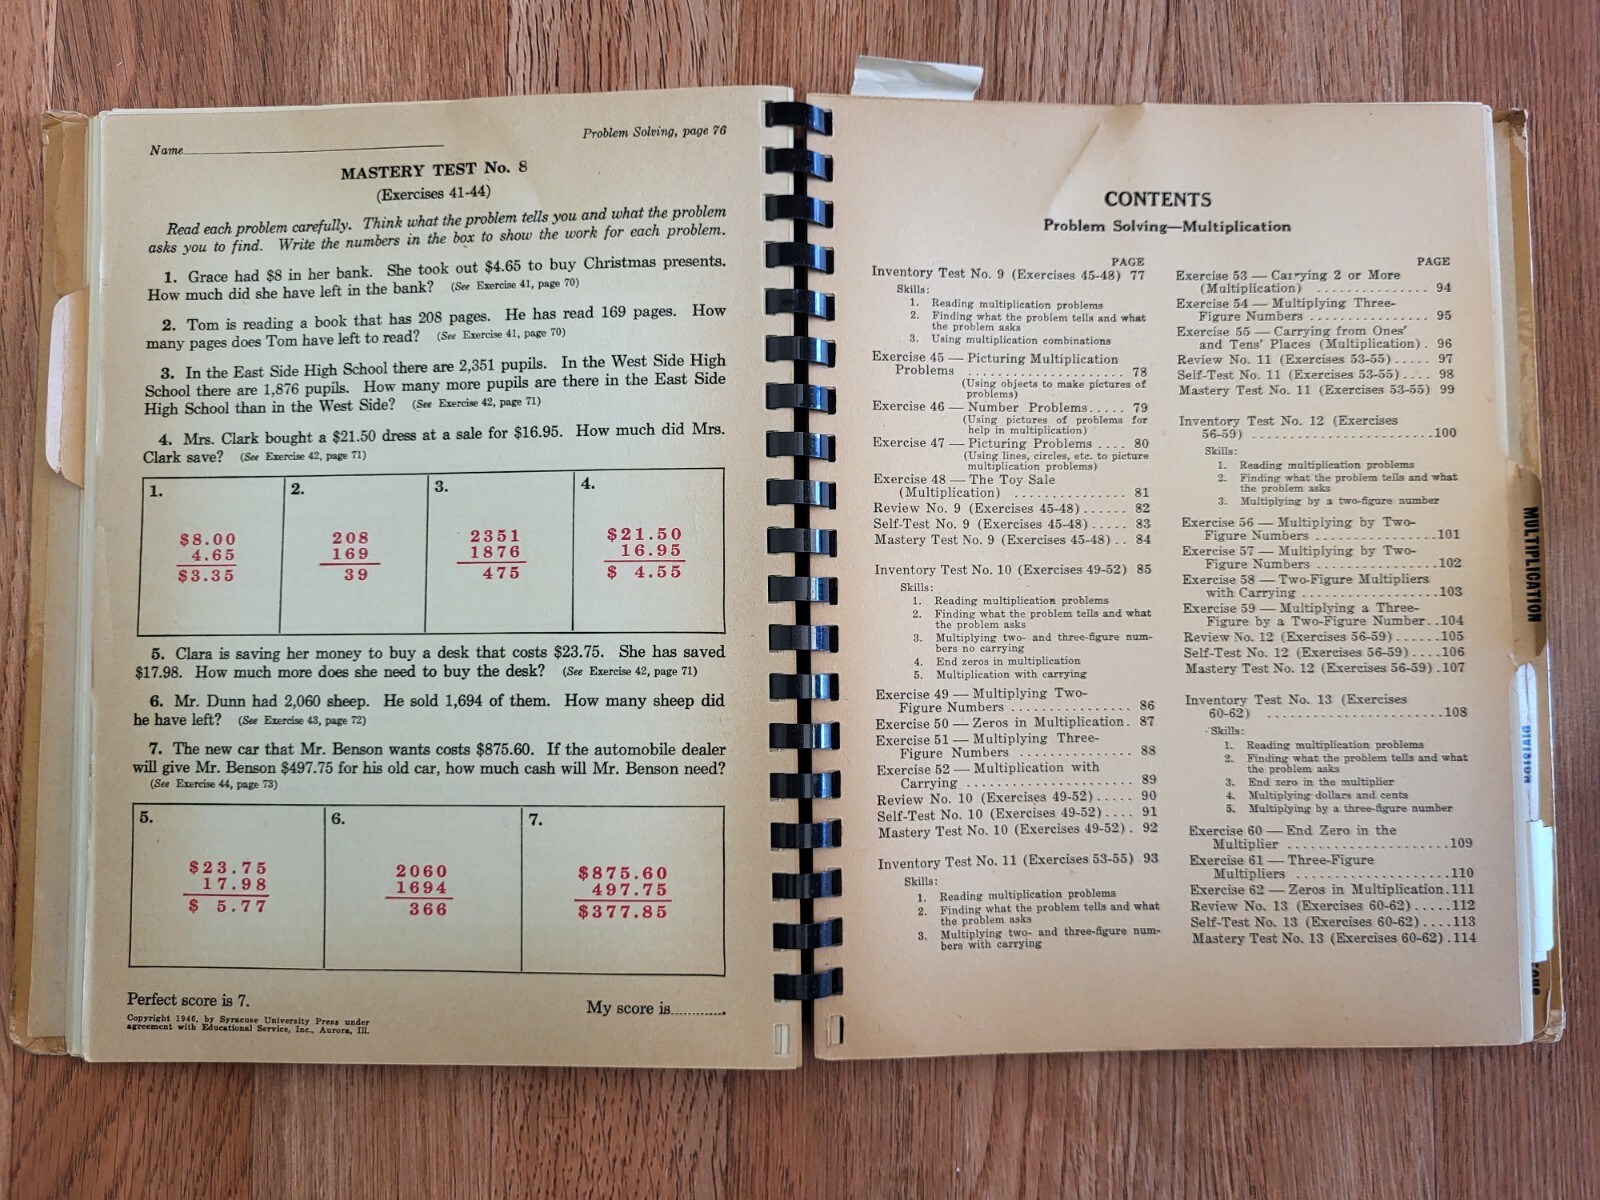 Problem Solving, page 76
Name
MASTERY TEST No. 8
(Exercises 41-44)
Read each problem carefully. Think what the problem tells you and what the problem
asks you to find. Write the numbers in the box to show the work for each problem.
1. Grace had $8 in her bank. She took out $4.65 to buy Christmas presents.
How much did she have left in the bank? (See Exercise 41, page 70)
2. Tom is reading a book that has 208 pages. He has read 169 pages. How
many pages does Tom have left to read? (See Exercise 41, page 70)
3. In the East Side High School there are 2,351 pupils. In the West Side High
School there are 1,876 pupils. How many more pupils are there in the East Side
High School than in the West Side? (See Exercise 42, page 71)
4. Mrs. Clark bought a $21.50 dress at a sale for $16.95. How much did Mrs.
Clark save? (See Exercise 42, page 71)
1.
$8.00
4.65
$3.35
2.
208
169
39
3.
2351
1876
475
4.
$21.50
16.95
$ 4.55
5. Clara is saving her money to buy a desk that costs $23.75. She has saved
$17.98. How much more does she need to buy the desk? (See Exercise 42, page 71)
6. Mr. Dunn had 2,060 sheep. He sold 1,694 of them. How many sheep did
he have left? (See Exercise 43, page 72)
7. The new car that Mr. Benson wants costs $875.60. If the automobile dealer
will give Mr. Benson $497.75 for his old car, how much cash will Mr. Benson need?
(See Exercise 44, page 73)
5.
$23.75
17.98
$ 5.77
6.
2060
1694
366
7.
$875.60
497.75
$377.85
Perfect score is 7.
My score is............
Copyright 1946, by Syracuse University Press under
agreement with Educational Service, Inc., Aurora, Ill.
CONTENTS
Problem Solving—Multiplication
PAGE
Inventory Test No. 9 (Exercises 45-48) 77
Skills:
1. Reading multiplication problems
2. Finding what the problem tells and what
the problem asks
3. Using multiplication combinations
Exercise 45 — Picturing Multiplication
Problems ..................... 78
(Using objects to make pictures of
problems)
Exercise 46 — Number Problems..... 79
(Using pictures of problems for
help in multiplication)
Exercise 47 — Picturing Problems .... 80
(Using lines, circles, etc. to picture
multiplication problems)
Exercise 48 — The Toy Sale
(Multiplication) ............... 81
Review No. 9 (Exercises 45-48)...... 82
Self-Test No. 9 (Exercises 45-48)..... 83
Mastery Test No. 9 (Exercises 45-48).. 84
Inventory Test No. 10 (Exercises 49-52) 85
Skills:
1. Reading multiplication problems
2. Finding what the problem tells and what
the problem asks
3. Multiplying two- and three-figure num-
bers no carrying
4. End zeros in multiplication
5. Multiplication with carrying
Exercise 49 — Multiplying Two-
Figure Numbers ............... 86
Exercise 50 — Zeros in Multiplication. 87
Exercise 51 — Multiplying Three-
Figure Numbers ............... 88
Exercise 52 — Multiplication with
Carrying ...................... 89
Review No. 10 (Exercises 49-52)..... 90
Self-Test No. 10 (Exercises 49-52).... 91
Mastery Test No. 10 (Exercises 49-52). 92
Inventory Test No. 11 (Exercises 53-55) 93
Skills:
1. Reading multiplication problems
2. Finding what the problem tells and what
the problem asks
3. Multiplying two- and three-figure num-
bers with carrying
PAGE
Exercise 53 — Carrying 2 or More
(Multiplication) ............... 94
Exercise 54 — Multiplying Three-
Figure Numbers ................ 95
Exercise 55 — Carrying from Ones'
and Tens' Places (Multiplication). 96
Review No. 11 (Exercises 53-55)..... 97
Self-Test No. 11 (Exercises 53-55).... 98
Mastery Test No. 11 (Exercises 53-55) 99
Inventory Test No. 12 (Exercises
56-59) ..........................100
Skills:
1. Reading multiplication problems
2. Finding what the problem tells and what
the problem asks
3. Multiplying by a two-figure number
Exercise 56 — Multiplying by Two-
Figure Numbers .................101
Exercise 57 — Multiplying by Two-
Figure Numbers .................102
Exercise 58 — Two-Figure Multipliers
with Carrying ...................103
Exercise 59 — Multiplying a Three-
Figure by a Two-Figure Number..104
Review No. 12 (Exercises 56-59)......105
Self-Test No. 12 (Exercises 56-59)....106
Mastery Test No. 12 (Exercises 56-59).107
Inventory Test No. 13 (Exercises
60-62) ........................108
Skills:
1. Reading multiplication problems
2. Finding what the problem tells and what
the problem asks
3. End zero in the multiplier
4. Multiplying dollars and cents
5. Multiplying by a three-figure number
Exercise 60 — End Zero in the
Multiplier .......................109
Exercise 61 — Three-Figure
Multipliers .....................110
Exercise 62 — Zeros in Multiplication.111
Review No. 13 (Exercises 60-62).....112
Self-Test No. 13 (Exercises 60-62)....113
Mastery Test No. 13 (Exercises 60-62).114
MULTIPLICATION
DIVISION